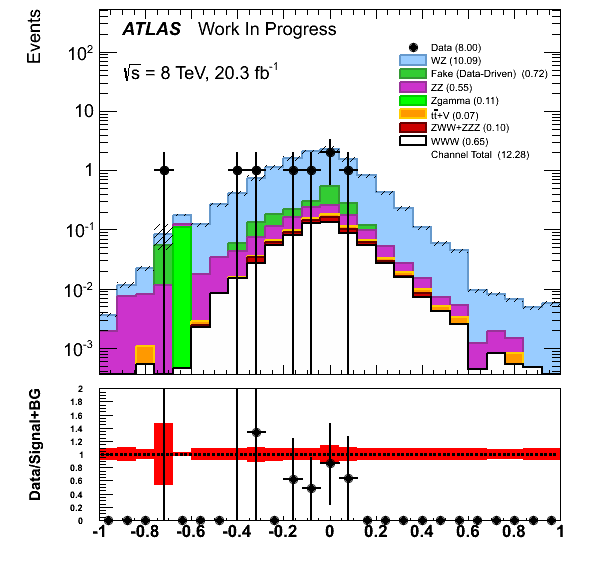 Events
ATLAS Work In Progress
√s = 8 TeV, 20.3 fb⁻¹
Data (8.00)
WZ (10.09)
Fake (Data-Driven) (0.72)
ZZ (0.55)
Zgamma (0.11)
tt̄+V (0.07)
ZWW+ZZZ (0.10)
WWW (0.65)
Channel Total (12.28)
10²
10
1
10⁻¹
10⁻²
10⁻³
Data/Signal+BG
2
1.8
1.6
1.4
1.2
1
0.8
0.6
0.4
0.2
0
-1 -0.8 -0.6 -0.4 -0.2 0 0.2 0.4 0.6 0.8 1